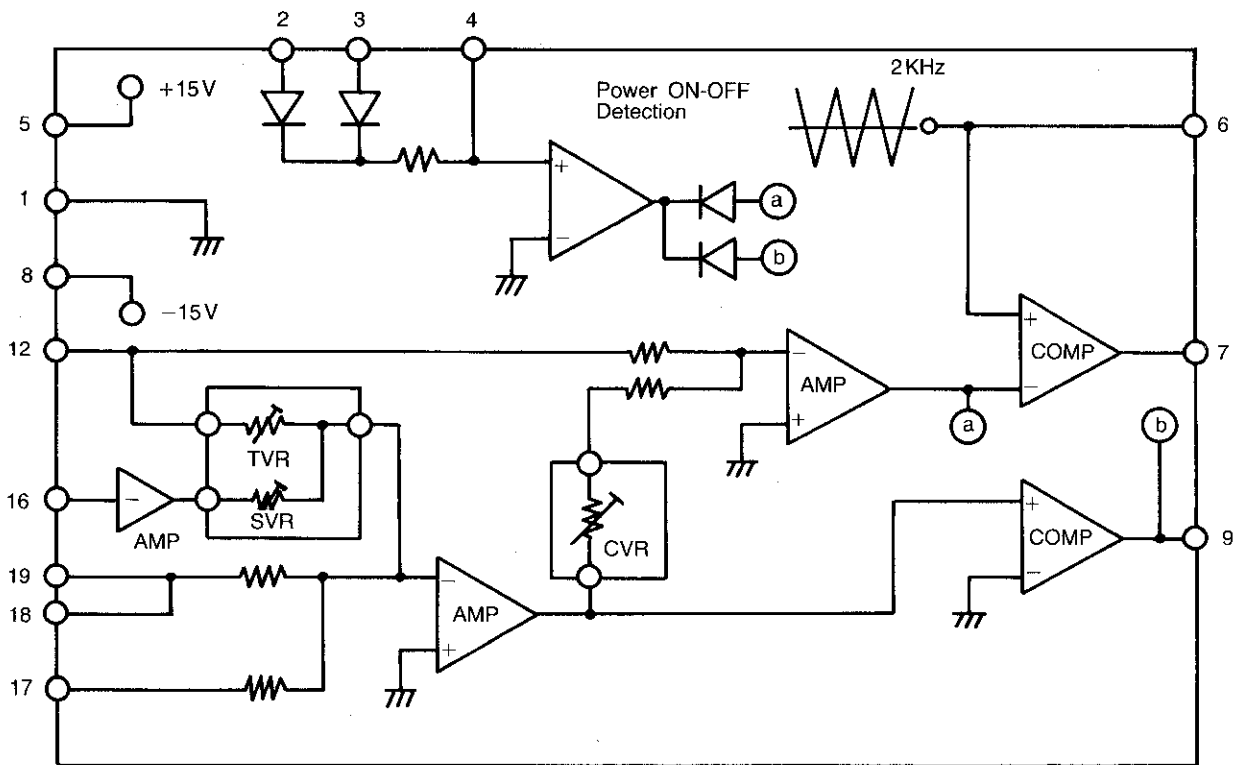 2
3
4
+15V
5
Power ON-OFF
Detection
2KHz
6
1
+
−
a
b
8
−15V
12
−
+
AMP
+
−
COMP
7
a
b
TVR
16
−
AMP
SVR
CVR
+
−
COMP
9
19
18
−
+
AMP
17